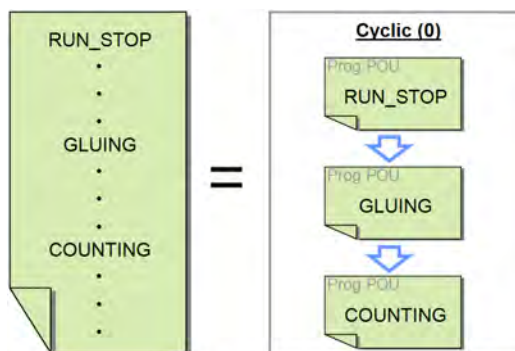 RUN_STOP
GLUING
COUNTING
=
Cyclic (0)
Prog POU
RUN_STOP
Prog POU
GLUING
Prog POU
COUNTING